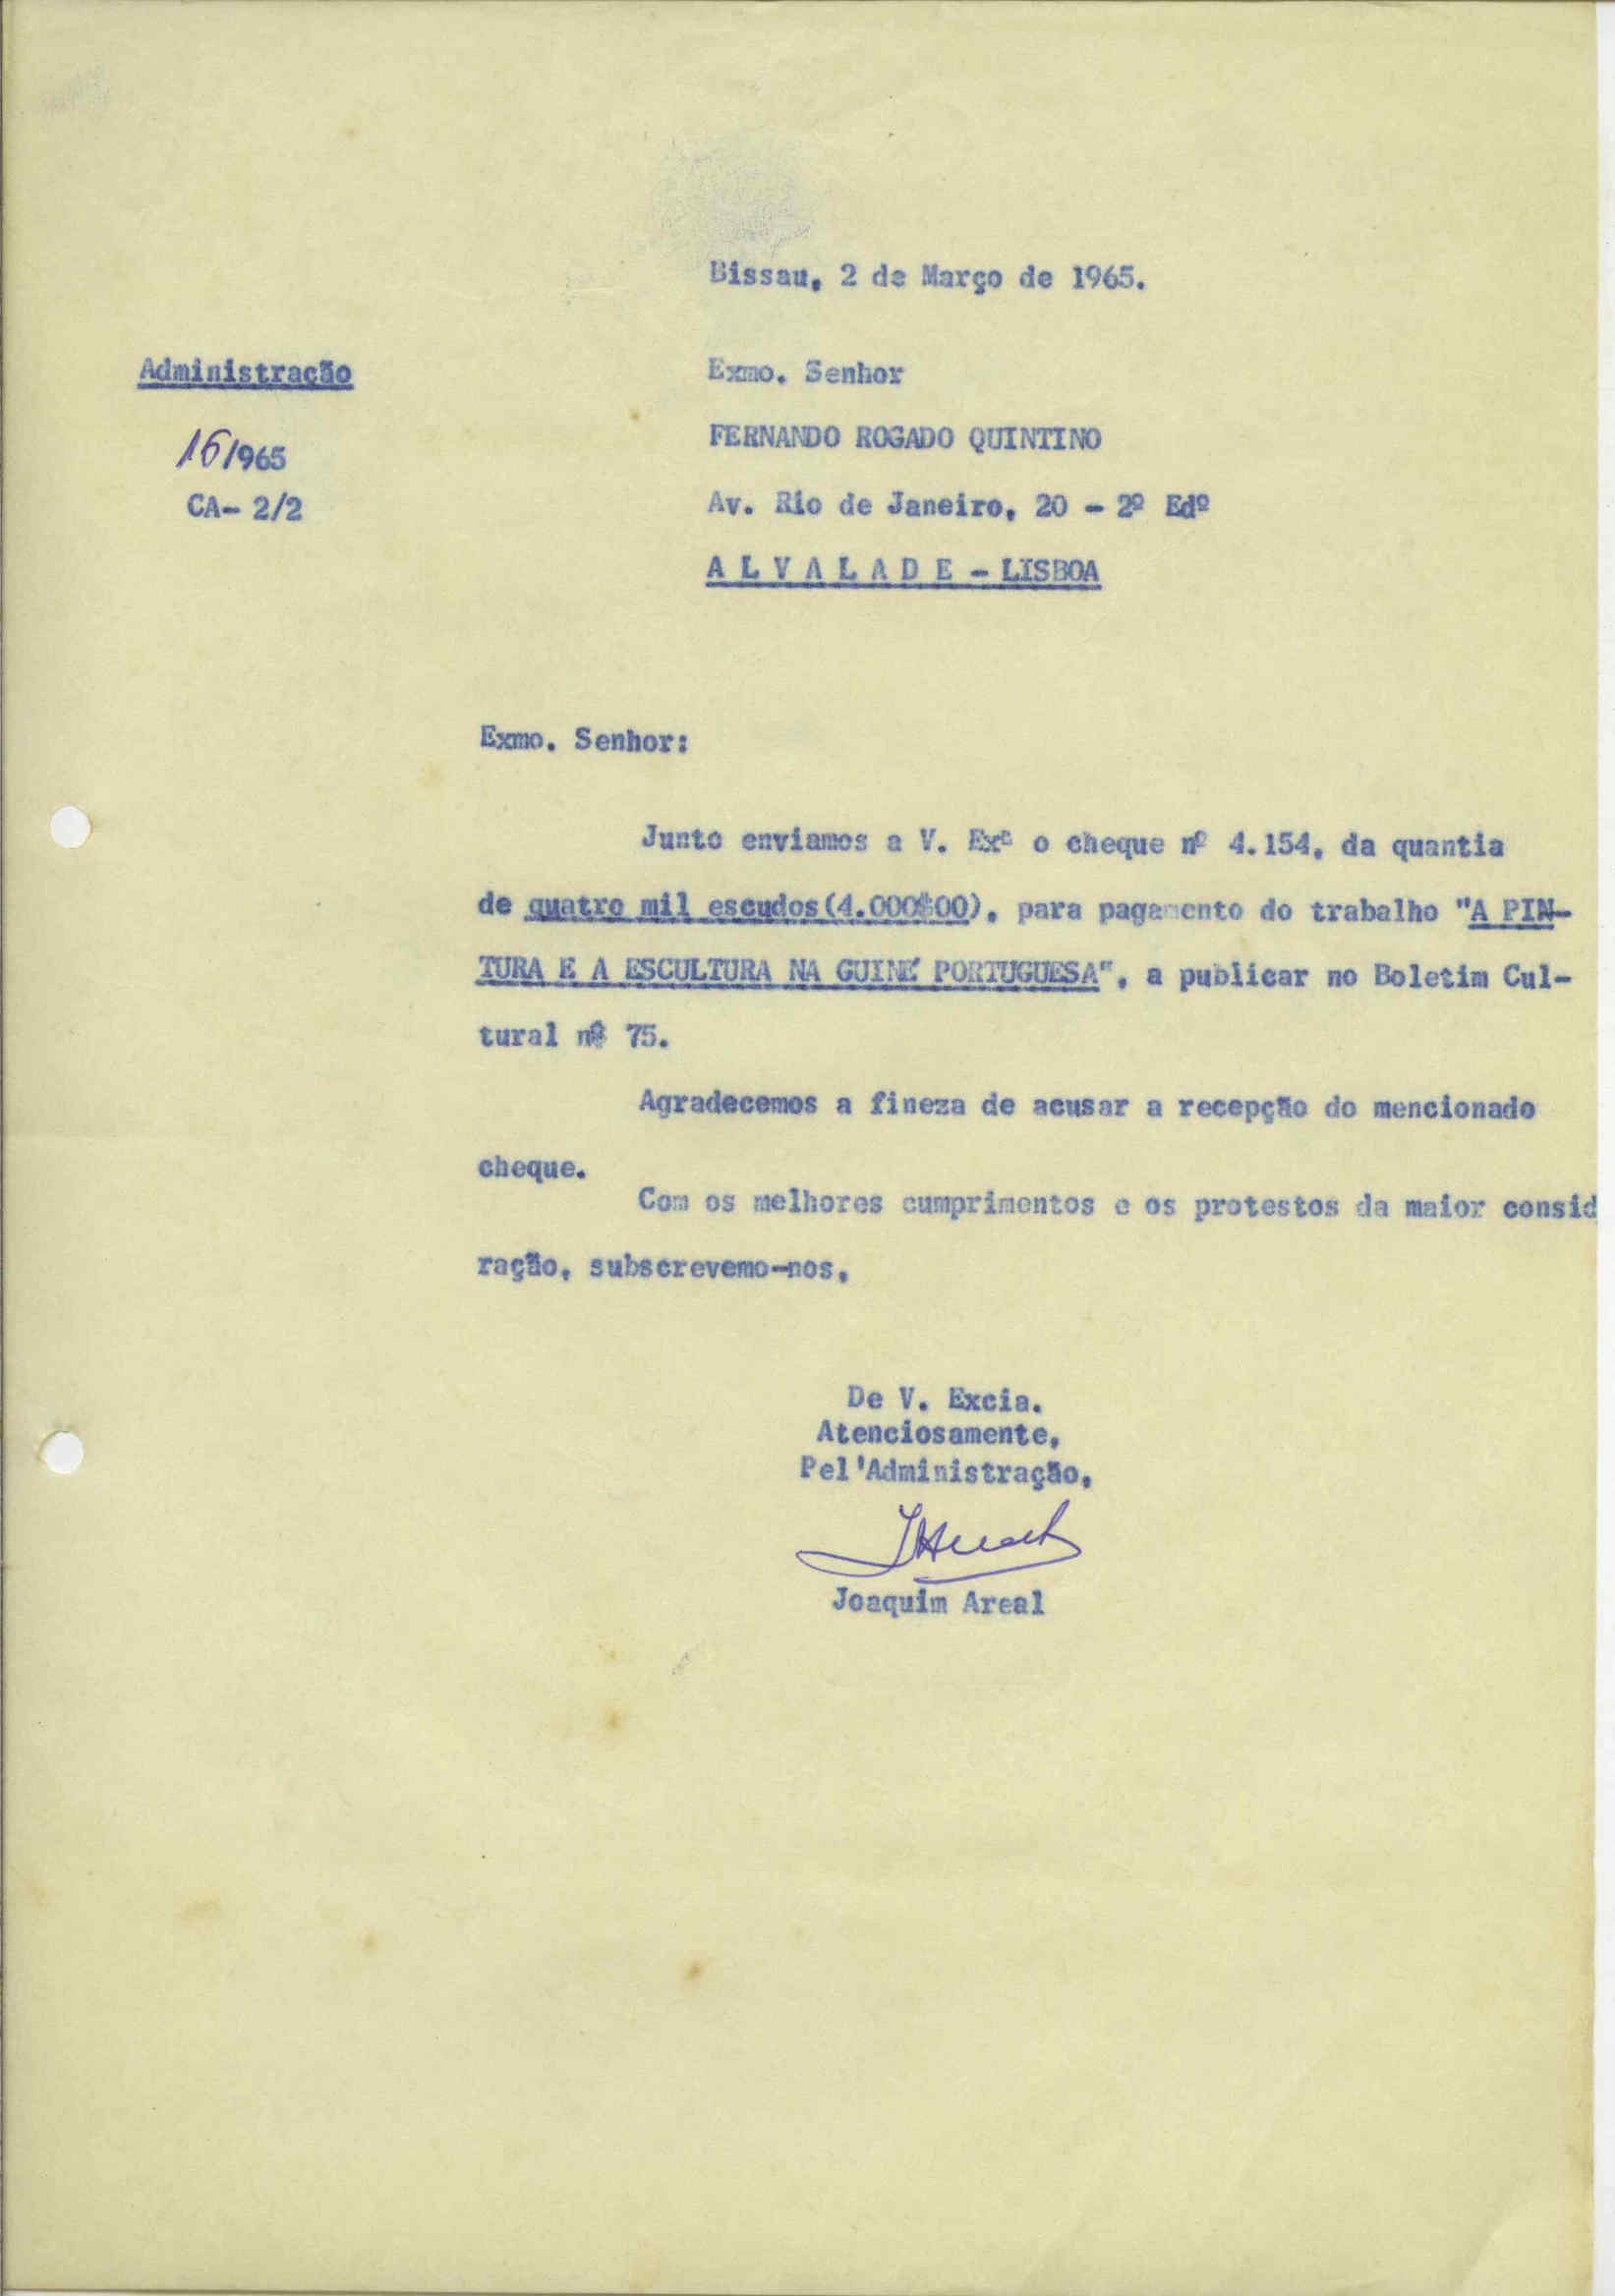 Bissau, 2 de Março de 1965.
Administração
Exmo. Senhor
16/965
FERNANDO ROGADO QUINTINO
CA- 2/2
Av. Rio de Janeiro, 20 - 2º Edº
A L V A L A D E - LISBOA
Exmo. Senhor:
Junto enviamos a V. Exª o cheque nº 4.154, da quantia
de quatro mil escudos(4.000$00), para pagamento do trabalho "A PIN-
TURA E A ESCULTURA NA GUINÉ PORTUGUESA", a publicar no Boletim Cul-
tural nº 75.
Agradecemos a fineza de acusar a recepção do mencionado
cheque.
Com os melhores cumprimentos e os protestos da maior consid
ração, subscrevemo-nos,
De V. Excia.
Atenciosamente,
Pel'Administração,
Joaquim Areal